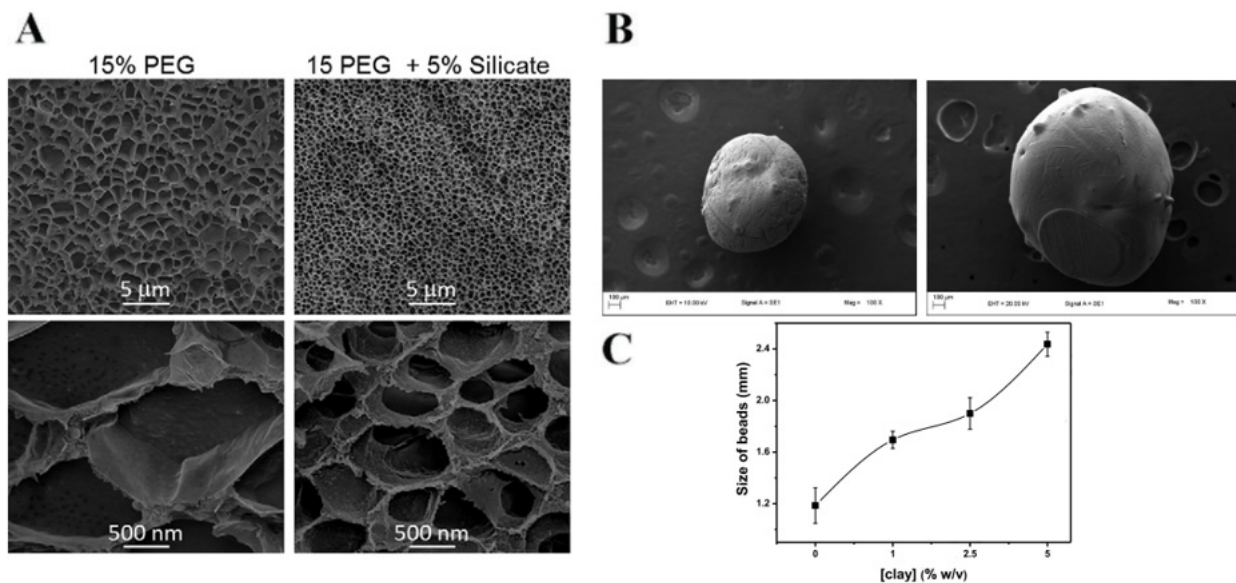 A
15% PEG
15 PEG + 5% Silicate
5 μm
5 μm
500 nm
500 nm
B
100 μm
EHT = 10.00 kV
Signal A = SE1
Mag = 100 X
100 μm
EHT = 20.00 kV
Signal A = SE1
Mag = 100 X
C
Size of beads (mm)
2.4
2.0
1.6
1.2
0
1
2.5
5
[clay] (% w/v)